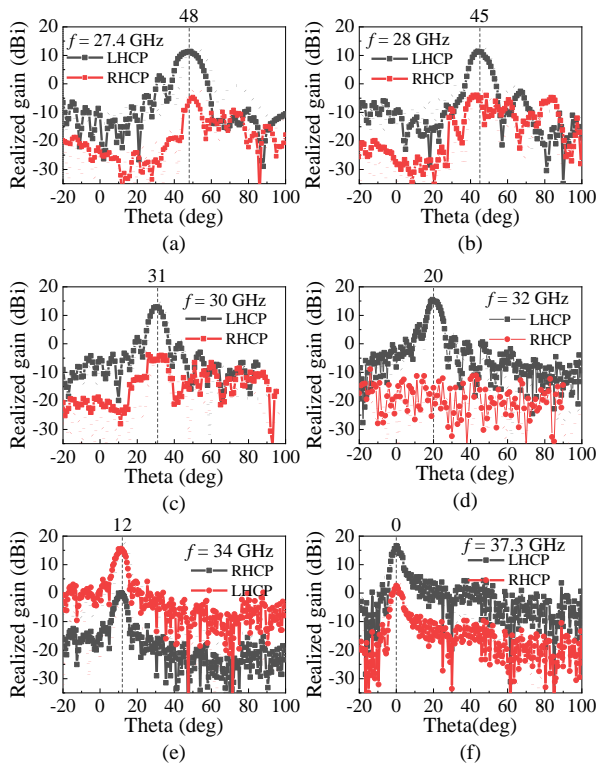 48
45
Realized gain (dBi)
20
10
0
-10
-20
-30
f = 27.4 GHz
LHCP
RHCP
-20 0 20 40 60 80 100
Theta (deg)
(a)
Realized gain (dBi)
20
10
0
-10
-20
-30
f = 28 GHz
LHCP
RHCP
-20 0 20 40 60 80 100
Theta (deg)
(b)
31
20
Realized gain (dBi)
20
10
0
-10
-20
-30
f = 30 GHz
LHCP
RHCP
-20 0 20 40 60 80 100
Theta (deg)
(c)
Realized gain (dBi)
20
10
0
-10
-20
-30
f = 32 GHz
LHCP
RHCP
-20 0 20 40 60 80 100
Theta (deg)
(d)
12
0
Realized gain (dBi)
20
10
0
-10
-20
-30
f = 34 GHz
RHCP
LHCP
-20 0 20 40 60 80 100
Theta (deg)
(e)
Realized gain (dBi)
20
10
0
-10
-20
-30
f = 37.3 GHz
LHCP
RHCP
-20 0 20 40 60 80 100
Theta(deg)
(f)